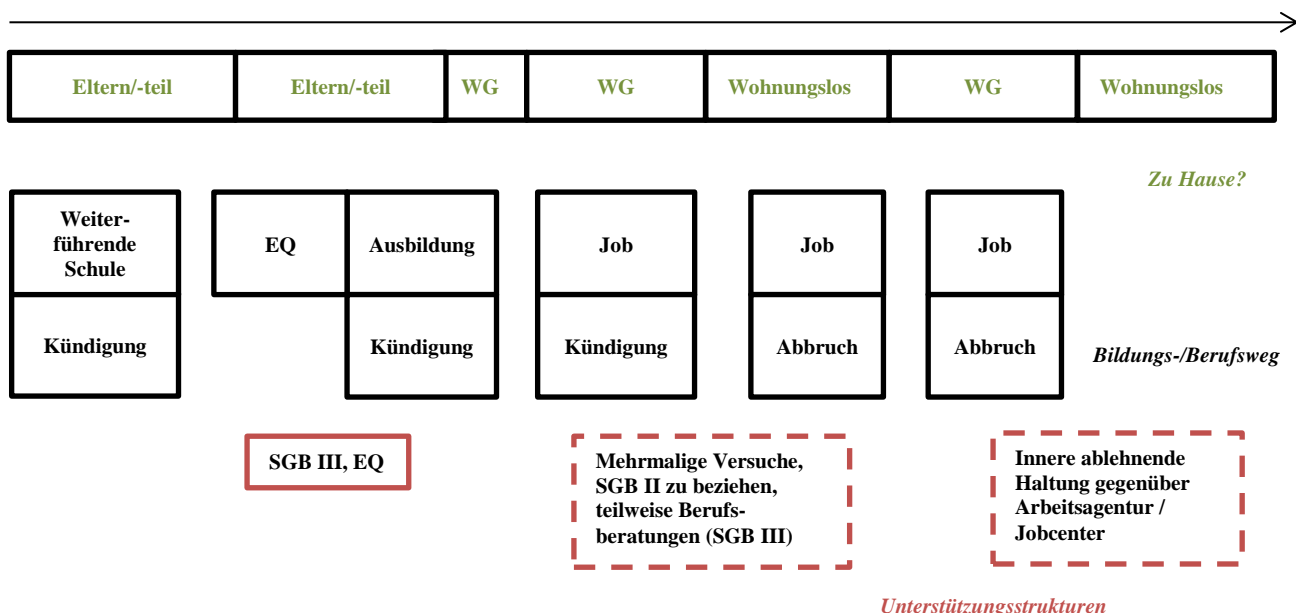 Eltern/-teil Eltern/-teil WG WG Wohnungslos WG Wohnungslos
Zu Hause?
Weiter-
führende
Schule
EQ Ausbildung Job Job Job
Kündigung Kündigung Kündigung Abbruch Abbruch
Bildungs-/Berufsweg
SGB III, EQ
Mehrmalige Versuche,
SGB II zu beziehen,
teilweise Berufs-
beratungen (SGB III)
Innere ablehnende
Haltung gegenüber
Arbeitsagentur /
Jobcenter
Unterstützungsstrukturen